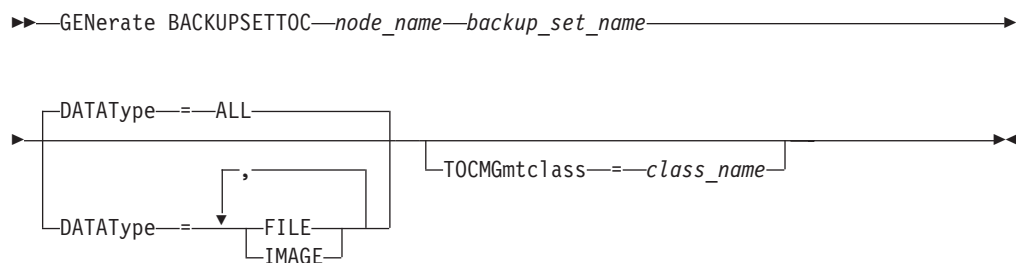 GENerate BACKUPSETTOC node_name backup_set_name
DATAType = ALL
TOCMGmtclass = class_name
,
DATAType = FILE
IMAGE